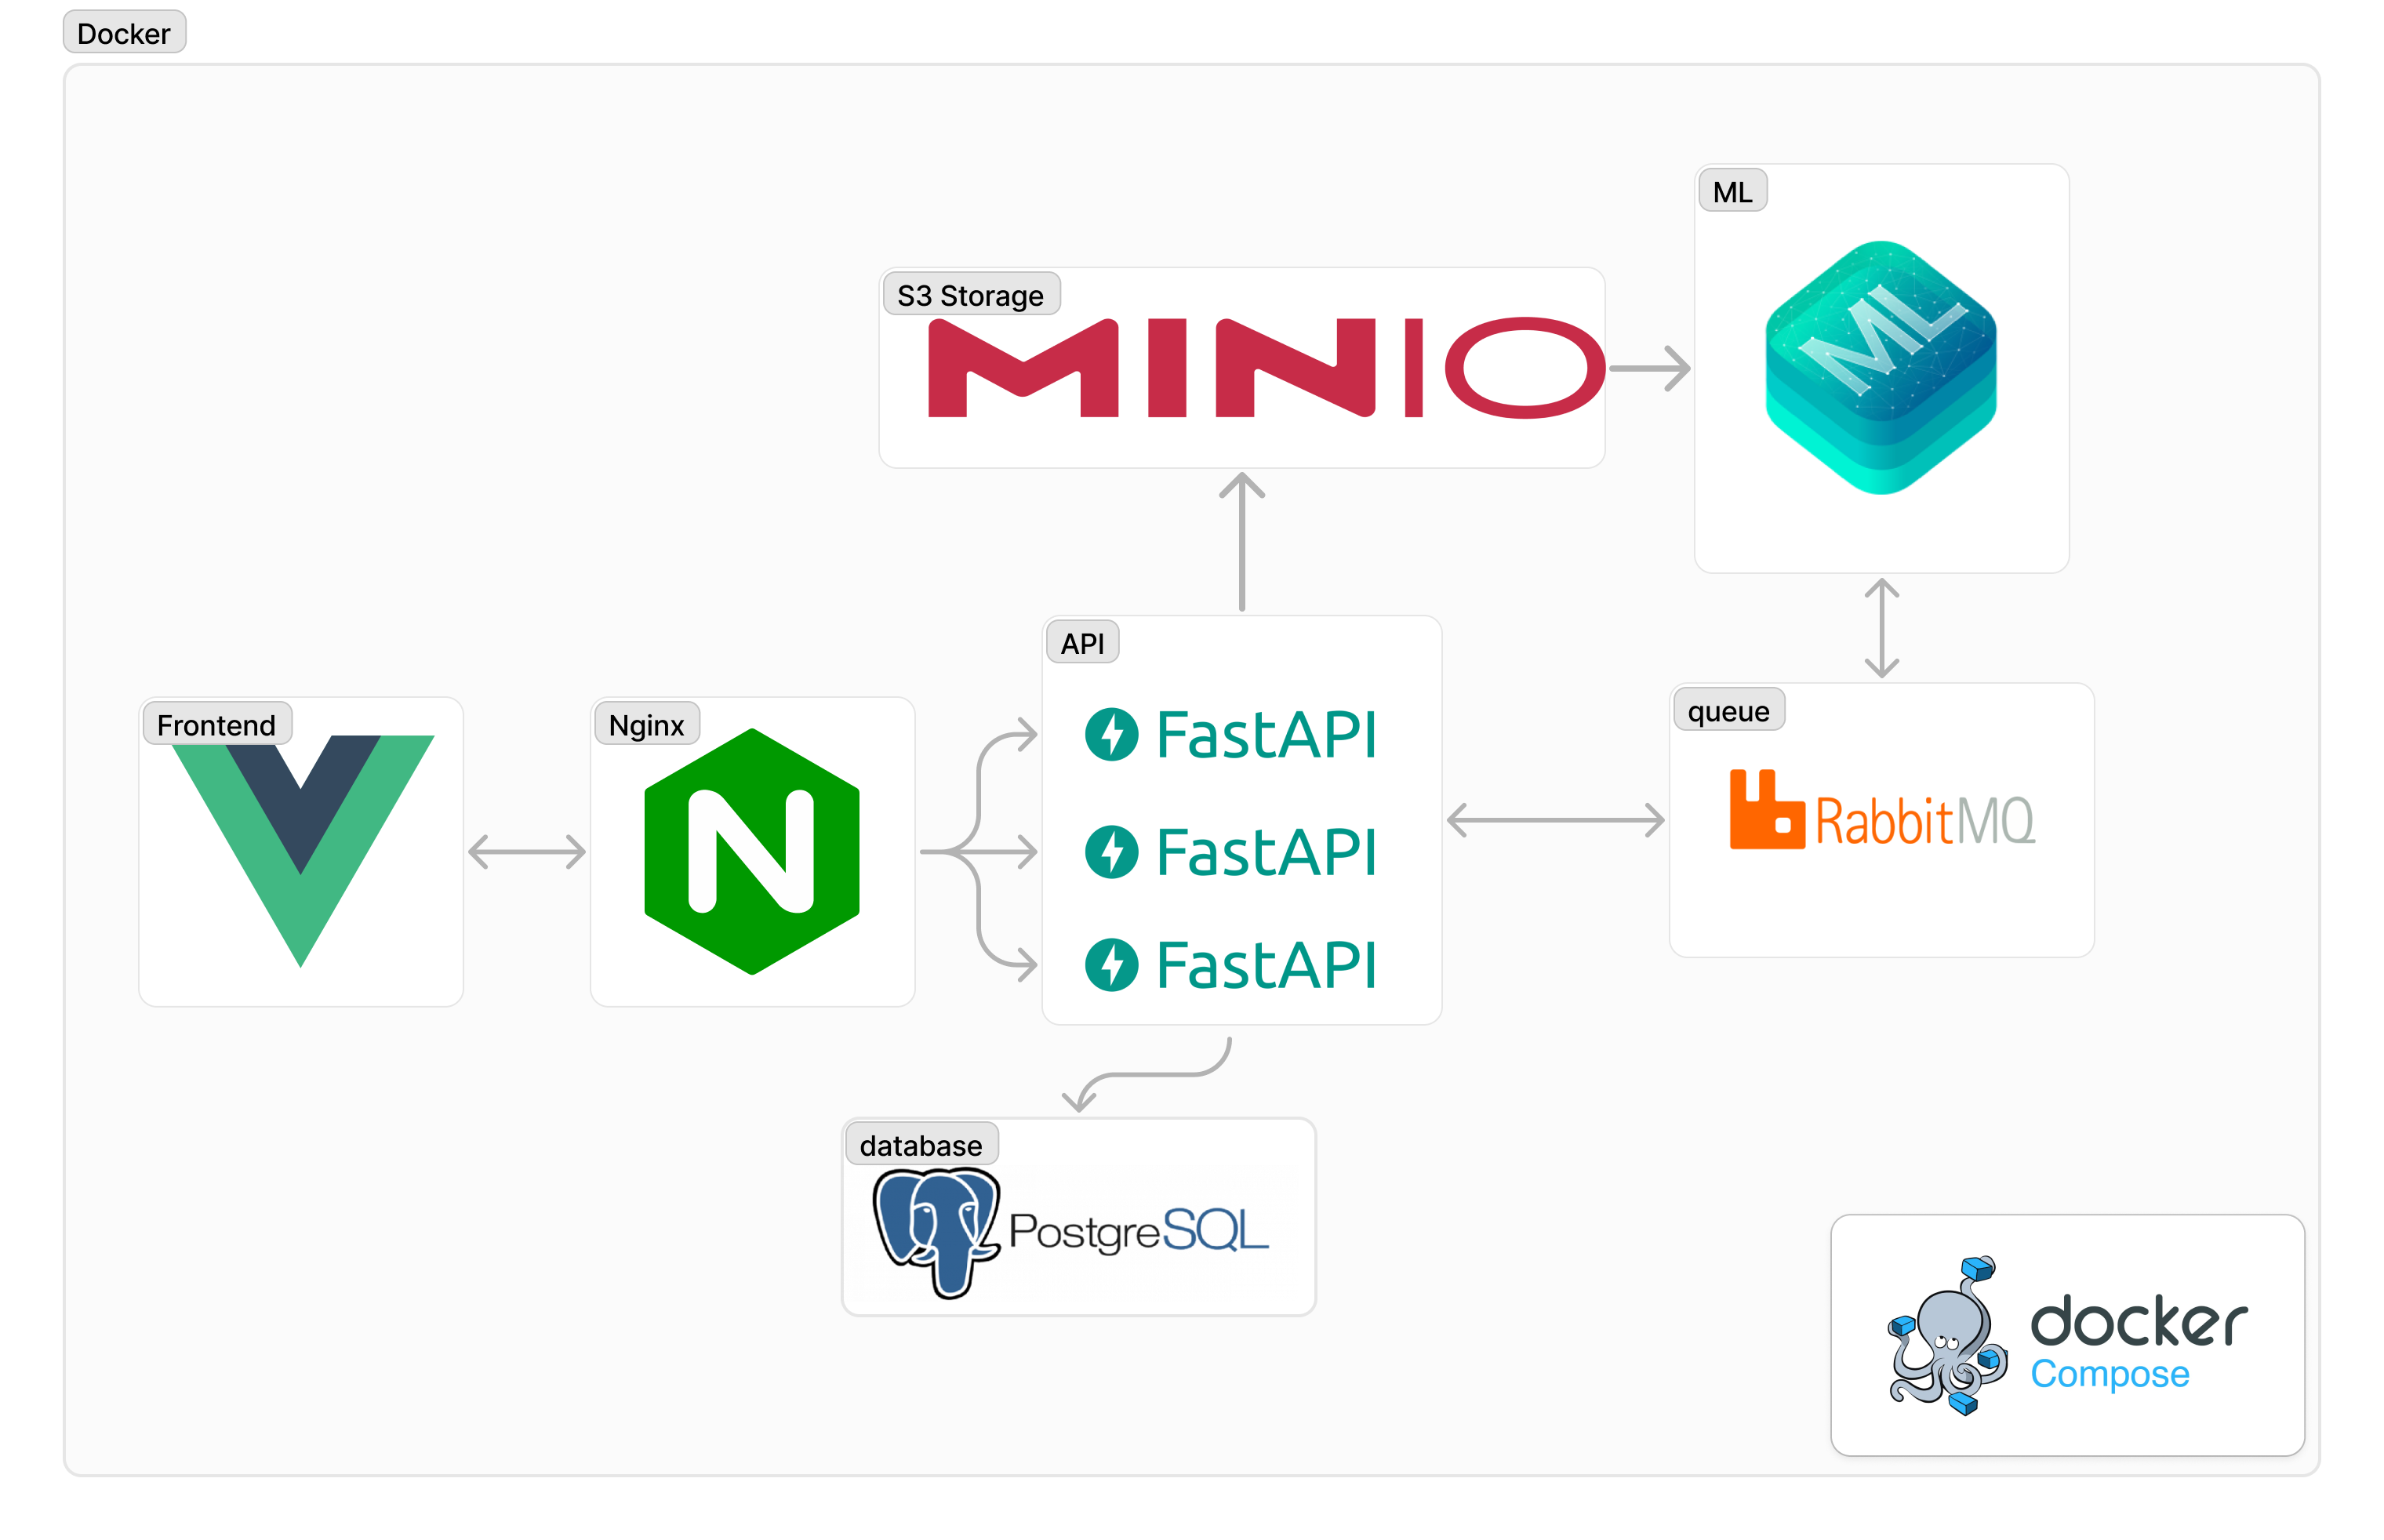 Docker
ML
ML
S3 Storage
MINIO
API
FastAPI
FastAPI
FastAPI
Frontend
Nginx
N
queue
RabbitMQ
database
PostgreSQL
docker
Compose